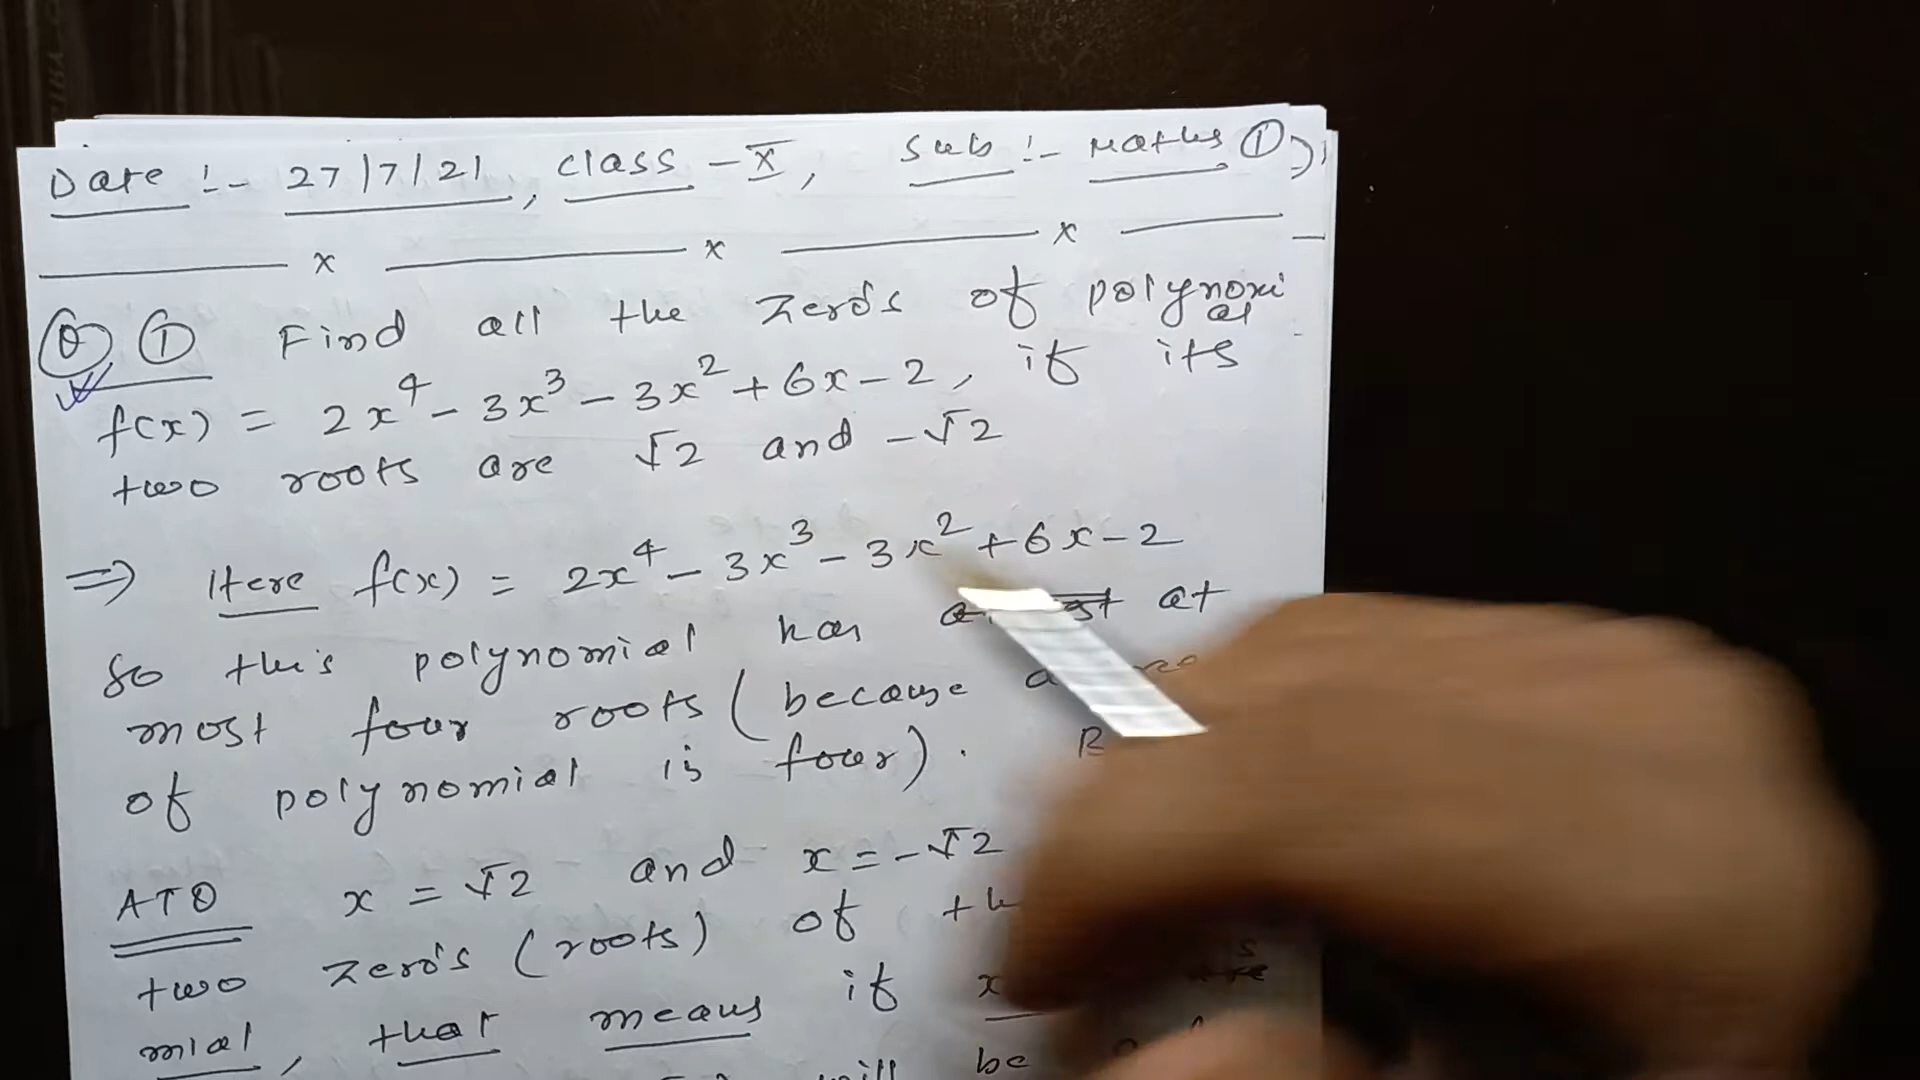 Date :- 27/7/21, class - X, Sub :- Maths ①
x x x
Q ① Find all the zero's of polynomial
f(x) = 2x⁴ - 3x³ - 3x² + 6x - 2, if its
two roots are √2 and -√2
⇒ Here f(x) = 2x⁴ - 3x³ - 3x² + 6x - 2
So this polynomial has at
most four roots (because
of polynomial is four).
ATQ x = √2 and x = -√2
two zero's (roots) of
mial, that means if x
will be